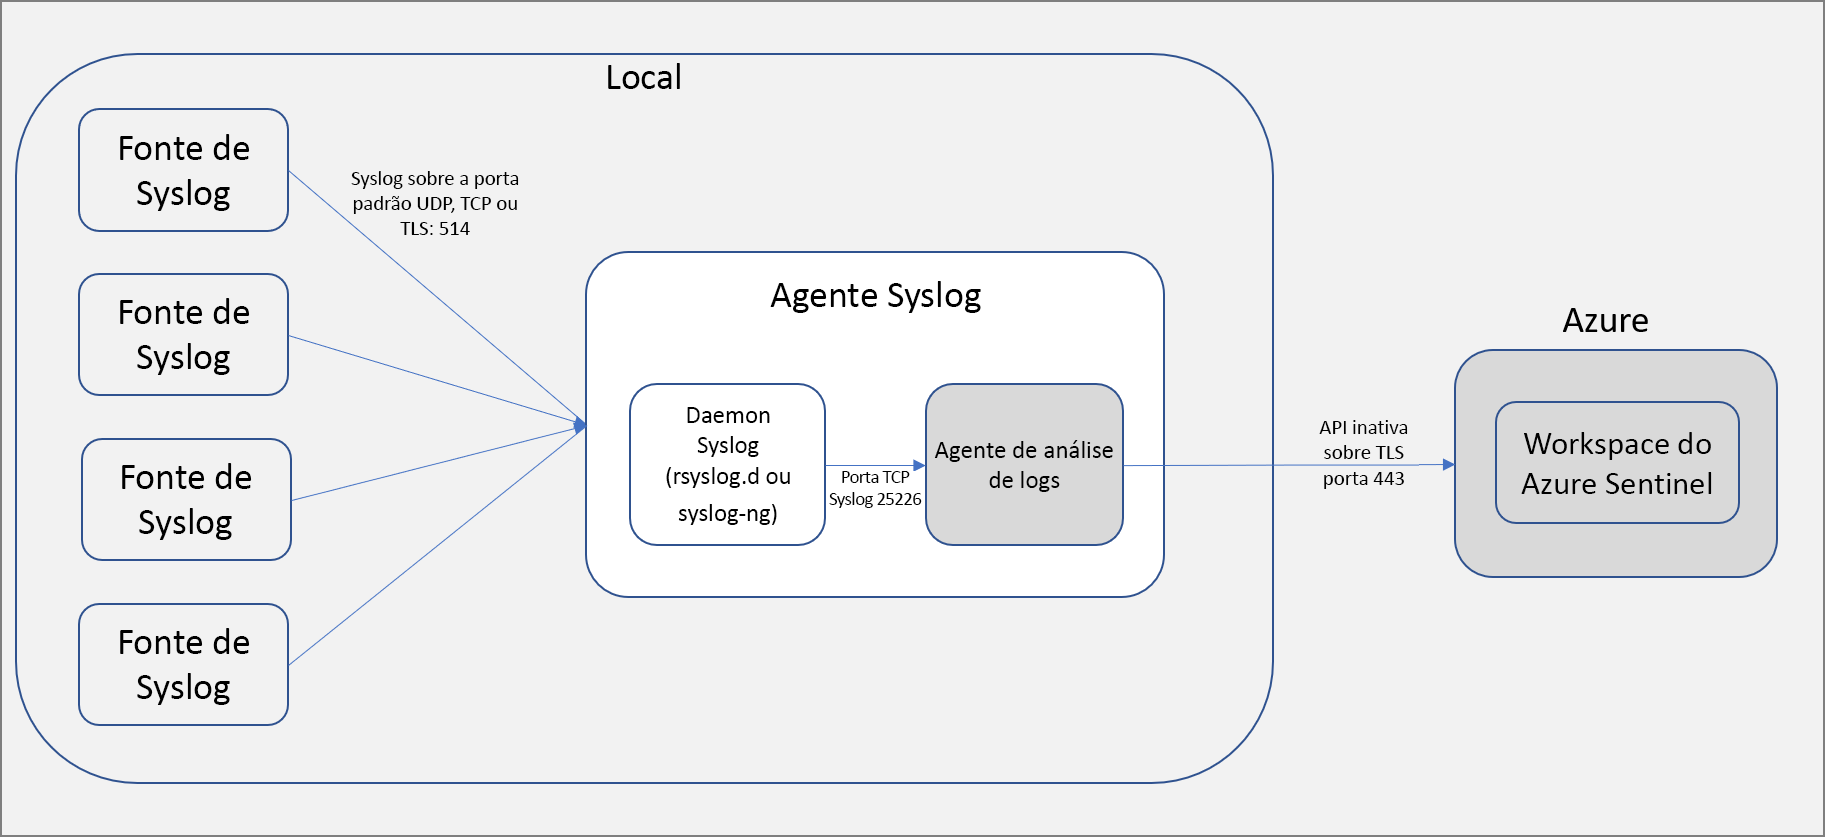 Local
Fonte de
Syslog
Syslog sobre a porta
padrão UDP, TCP ou
TLS: 514
Fonte de
Syslog
Fonte de
Syslog
Fonte de
Syslog
Agente Syslog
Daemon
Syslog
(rsyslog.d ou
syslog-ng)
Porta TCP
Syslog 25226
Agente de análise
de logs
API inativa
sobre TLS
porta 443
Azure
Workspace do
Azure Sentinel